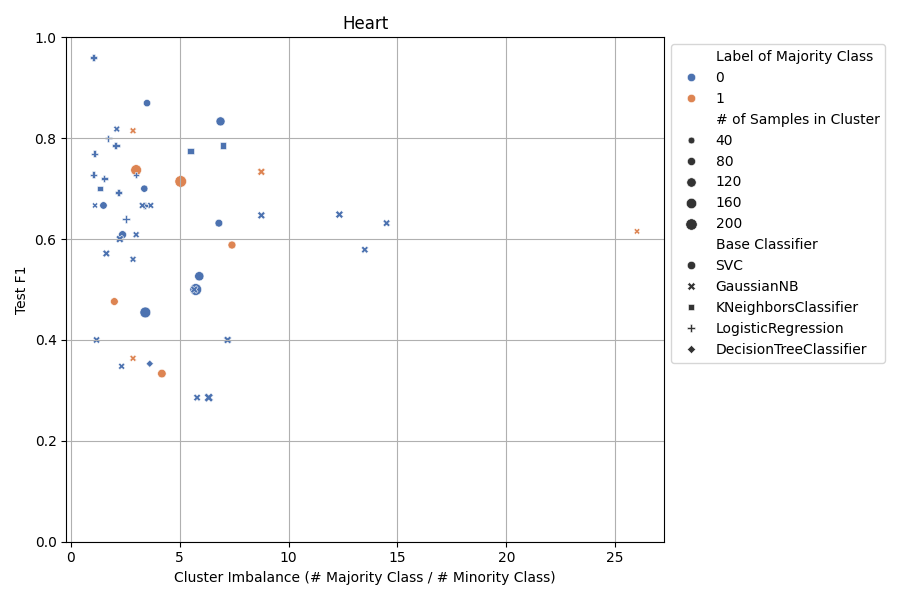 Heart
1.0
0.8
0.6
0.4
0.2
0.0
Test F1
0 5 10 15 20 25
Cluster Imbalance (# Majority Class / # Minority Class)
Label of Majority Class
0
1
# of Samples in Cluster
40
80
120
160
200
Base Classifier
SVC
GaussianNB
KNeighborsClassifier
LogisticRegression
DecisionTreeClassifier